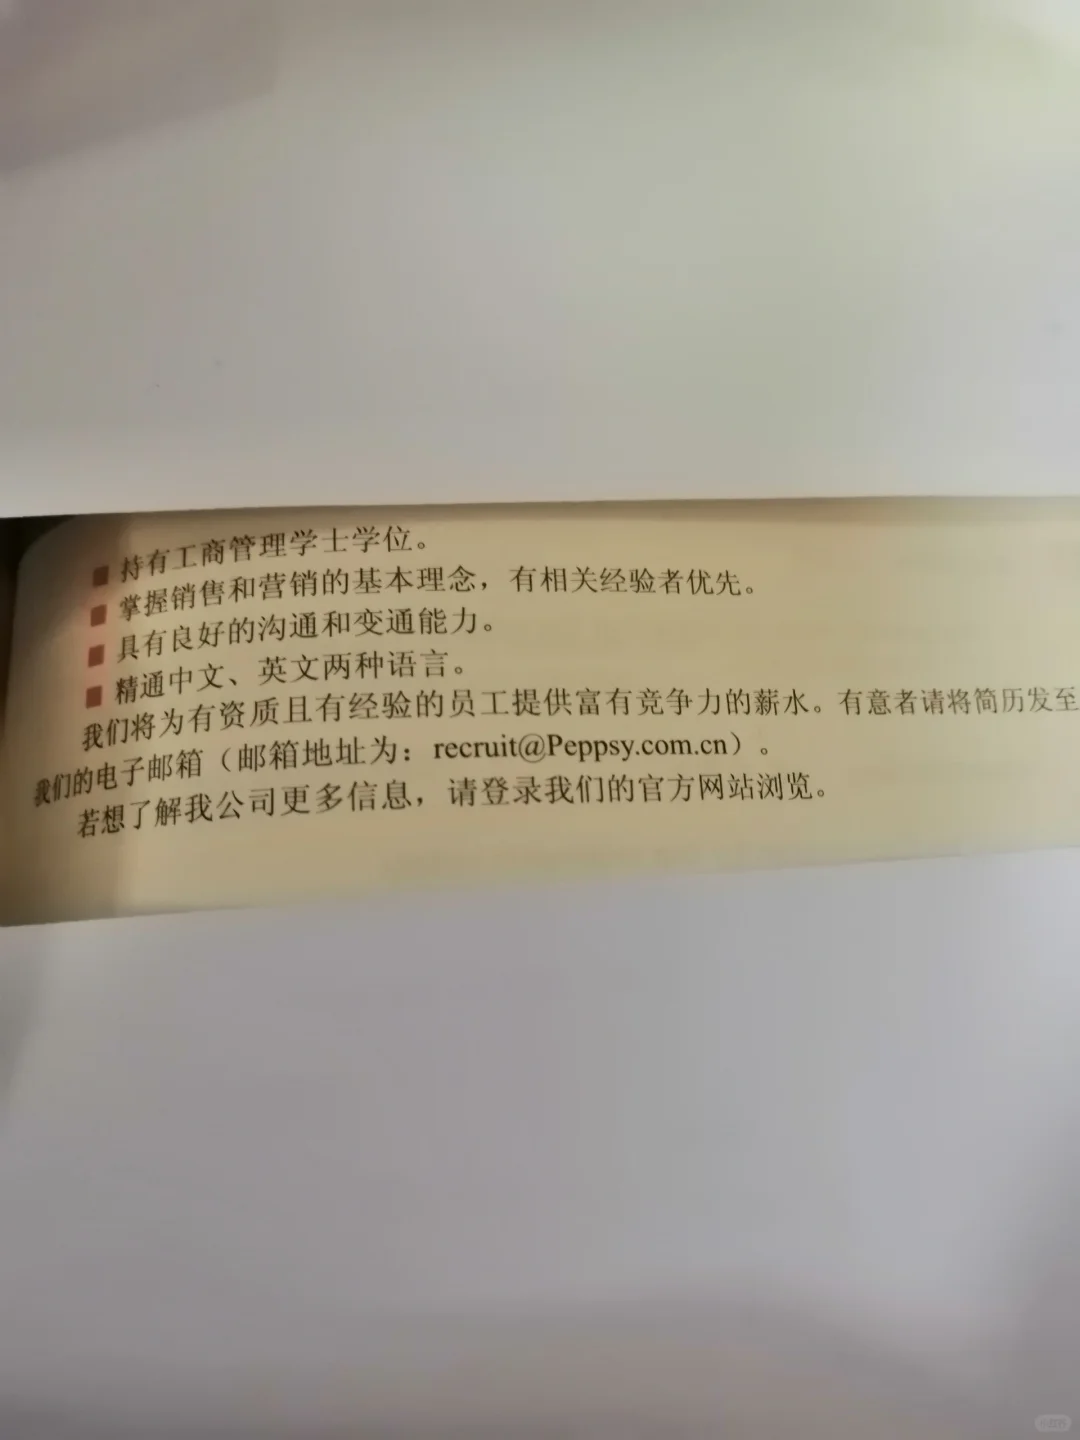 ■ 持有工商管理学士学位。
■ 掌握销售和营销的基本理念，有相关经验者优先。
■ 具有良好的沟通和变通能力。
■ 精通中文、英文两种语言。
我们将为有资质且有经验的员工提供富有竞争力的薪水。有意者请将简历发至
我们的电子邮箱（邮箱地址为：recruit@Peppsy.com.cn）。
若想了解我公司更多信息，请登录我们的官方网站浏览。
小红书